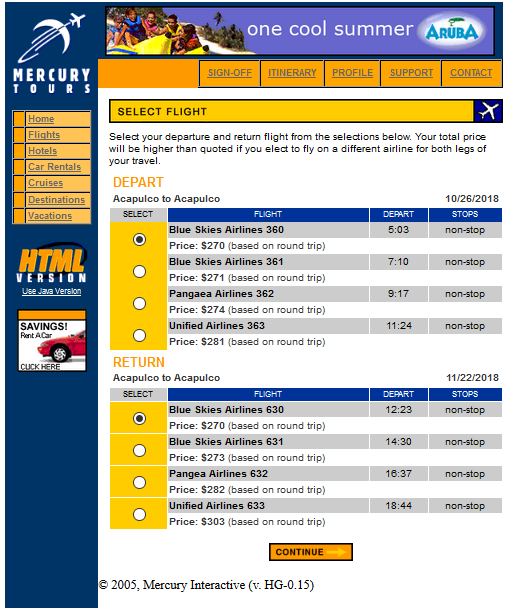 one cool summer ARUBA
MERCURY
TOURS
SIGN-OFF ITINERARY PROFILE SUPPORT CONTACT
Home
Flights
Hotels
Car Rentals
Cruises
Destinations
Vacations
HTML
VERSION
Use Java Version
SAVINGS!
Rent A Car
CLICK HERE
SELECT FLIGHT
Select your departure and return flight from the selections below. Your total price
will be higher than quoted if you elect to fly on a different airline for both legs of
your travel.
DEPART
Acapulco to Acapulco 10/26/2018
SELECT FLIGHT DEPART STOPS
Blue Skies Airlines 360 5:03 non-stop
Price: $270 (based on round trip)
Blue Skies Airlines 361 7:10 non-stop
Price: $271 (based on round trip)
Pangaea Airlines 362 9:17 non-stop
Price: $274 (based on round trip)
Unified Airlines 363 11:24 non-stop
Price: $281 (based on round trip)
RETURN
Acapulco to Acapulco 11/22/2018
SELECT FLIGHT DEPART STOPS
Blue Skies Airlines 630 12:23 non-stop
Price: $270 (based on round trip)
Blue Skies Airlines 631 14:30 non-stop
Price: $273 (based on round trip)
Pangea Airlines 632 16:37 non-stop
Price: $282 (based on round trip)
Unified Airlines 633 18:44 non-stop
Price: $303 (based on round trip)
CONTINUE
© 2005, Mercury Interactive (v. HG-0.15)